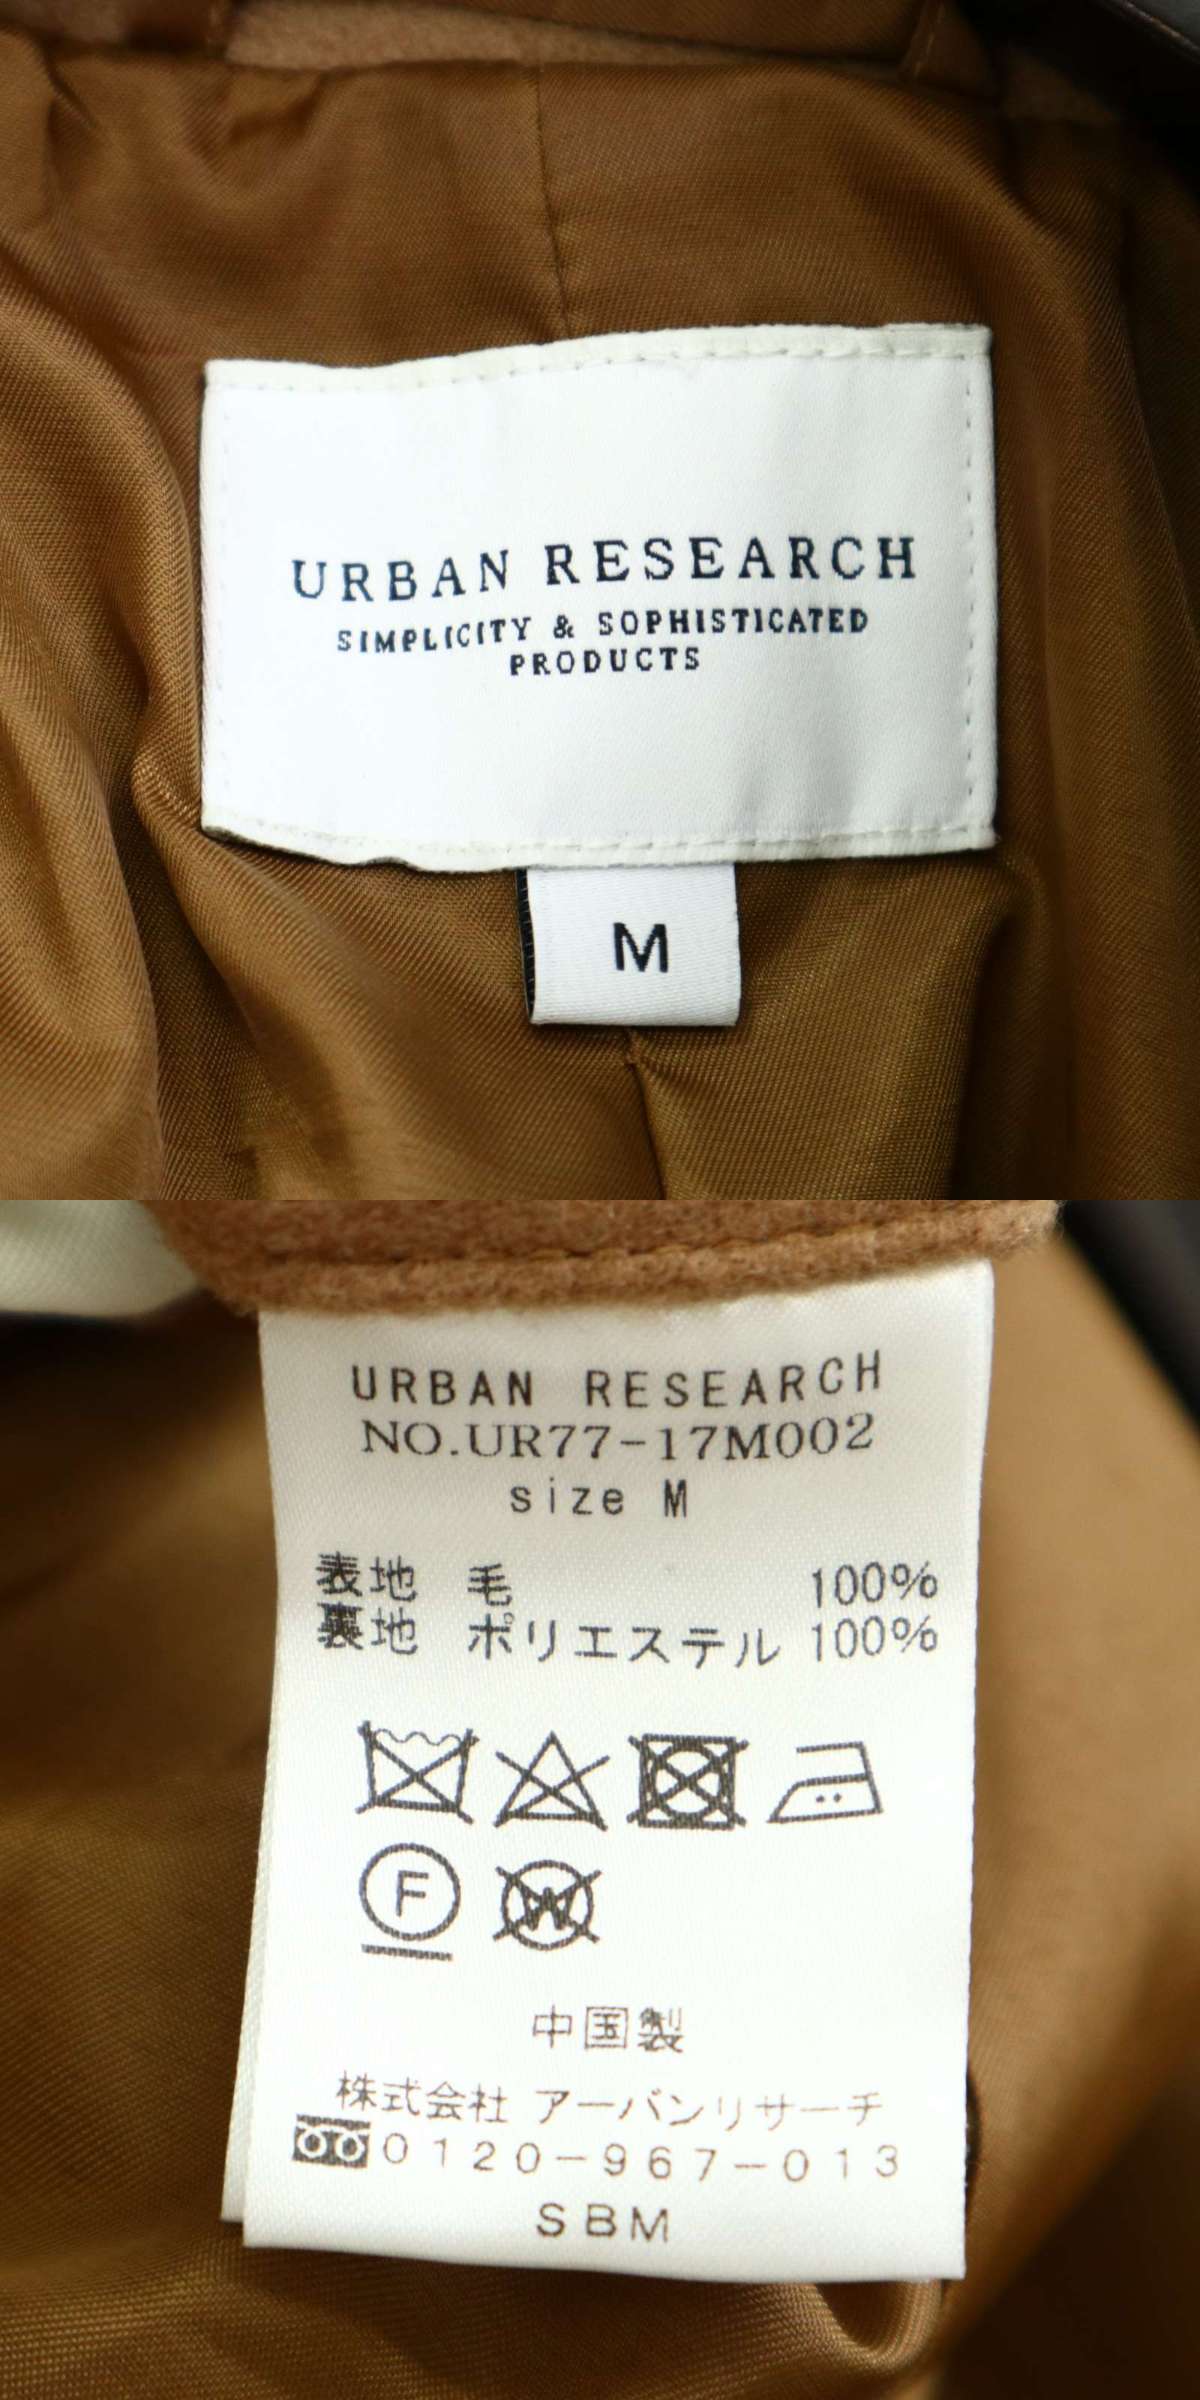 URBAN RESEARCH
SIMPLICITY & SOPHISTICATED
PRODUCTS
M
URBAN RESEARCH
NO.UR77-17M002
size M
表地 毛 100%
裏地 ポリエステル 100%
F
W
中国製
株式会社 アーバンリサーチ
0120-967-013
SBM